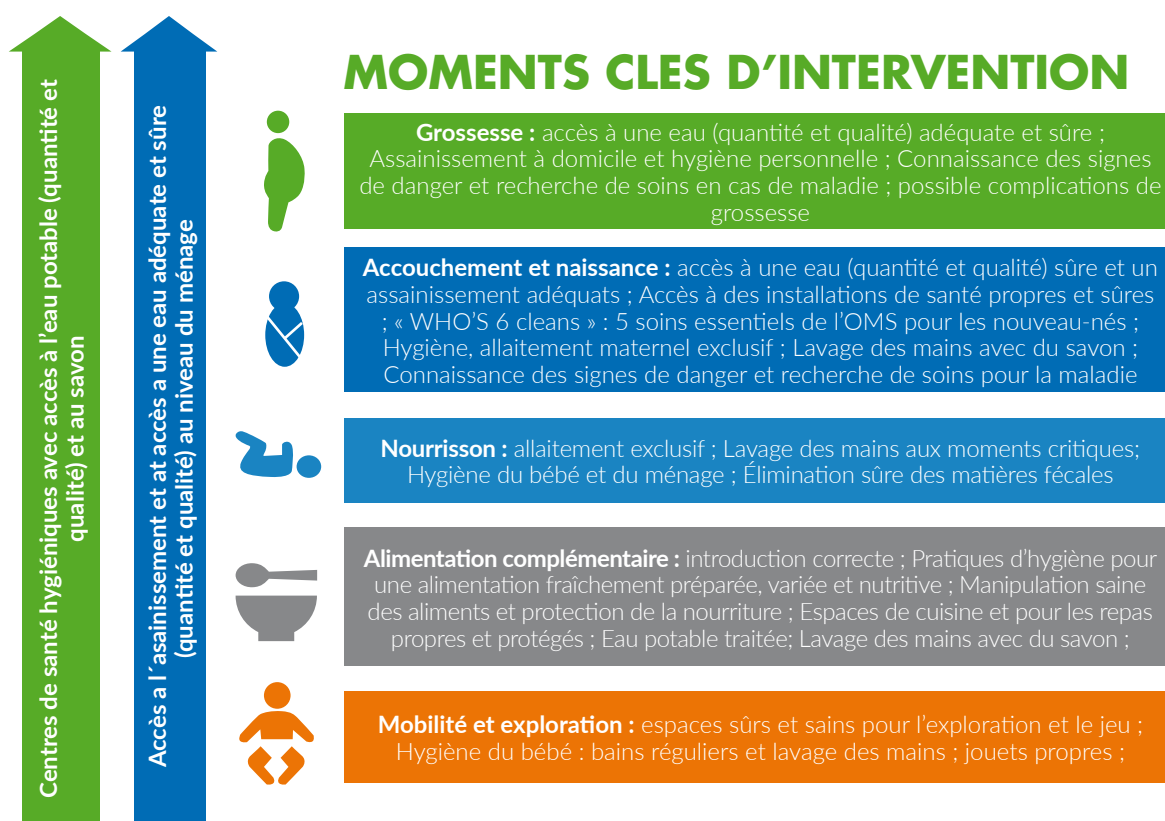 Centres de santé hygiéniques avec accès à l'eau potable (quantité et
qualité) et au savon
Accès a l´asainissement et at accès a une eau adéquate et sûre
(quantité et qualité) au niveau du ménage
MOMENTS CLES D'INTERVENTION
Grossesse : accès à une eau (quantité et qualité) adéquate et sûre ;
Assainissement à domicile et hygiène personnelle ; Connaissance des signes
de danger et recherche de soins en cas de maladie ; possible complications de
grossesse
Accouchement et naissance : accès à une eau (quantité et qualité) sûre et un
assainissement adéquats ; Accès à des installations de santé propres et sûres
; « WHO'S 6 cleans » : 5 soins essentiels de l'OMS pour les nouveau-nés ;
Hygiène, allaitement maternel exclusif ; Lavage des mains avec du savon ;
Connaissance des signes de danger et recherche de soins pour la maladie
Nourrisson : allaitement exclusif ; Lavage des mains aux moments critiques;
Hygiène du bébé et du ménage ; Élimination sûre des matières fécales
Alimentation complémentaire : introduction correcte ; Pratiques d'hygiène pour
une alimentation fraîchement préparée, variée et nutritive ; Manipulation saine
des aliments et protection de la nourriture ; Espaces de cuisine et pour les repas
propres et protégés ; Eau potable traitée; Lavage des mains avec du savon ;
Mobilité et exploration : espaces sûrs et sains pour l'exploration et le jeu ;
Hygiène du bébé : bains réguliers et lavage des mains ; jouets propres ;